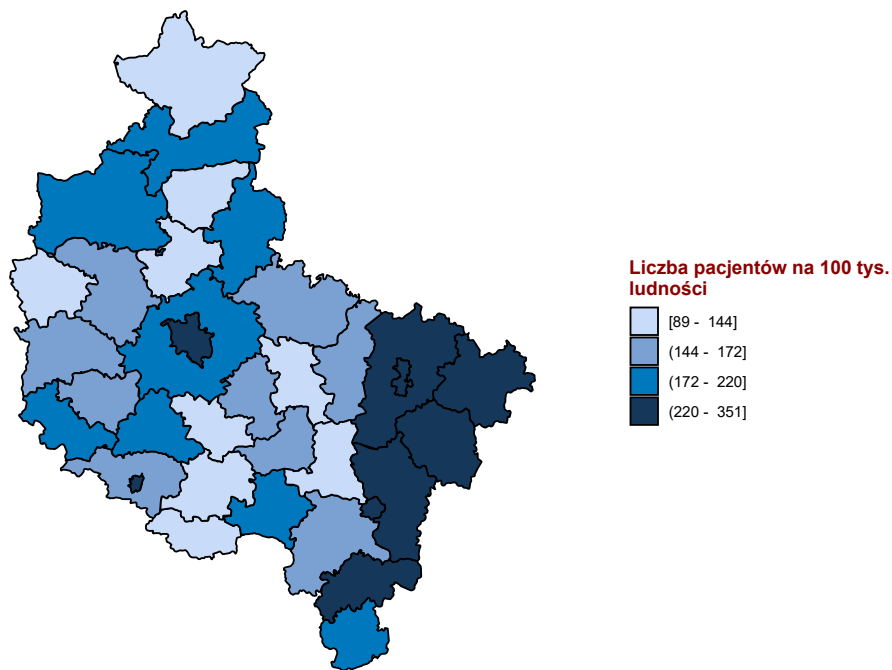 Liczba pacjentów na 100 tys.
ludności
[89 - 144]
(144 - 172]
(172 - 220]
(220 - 351]